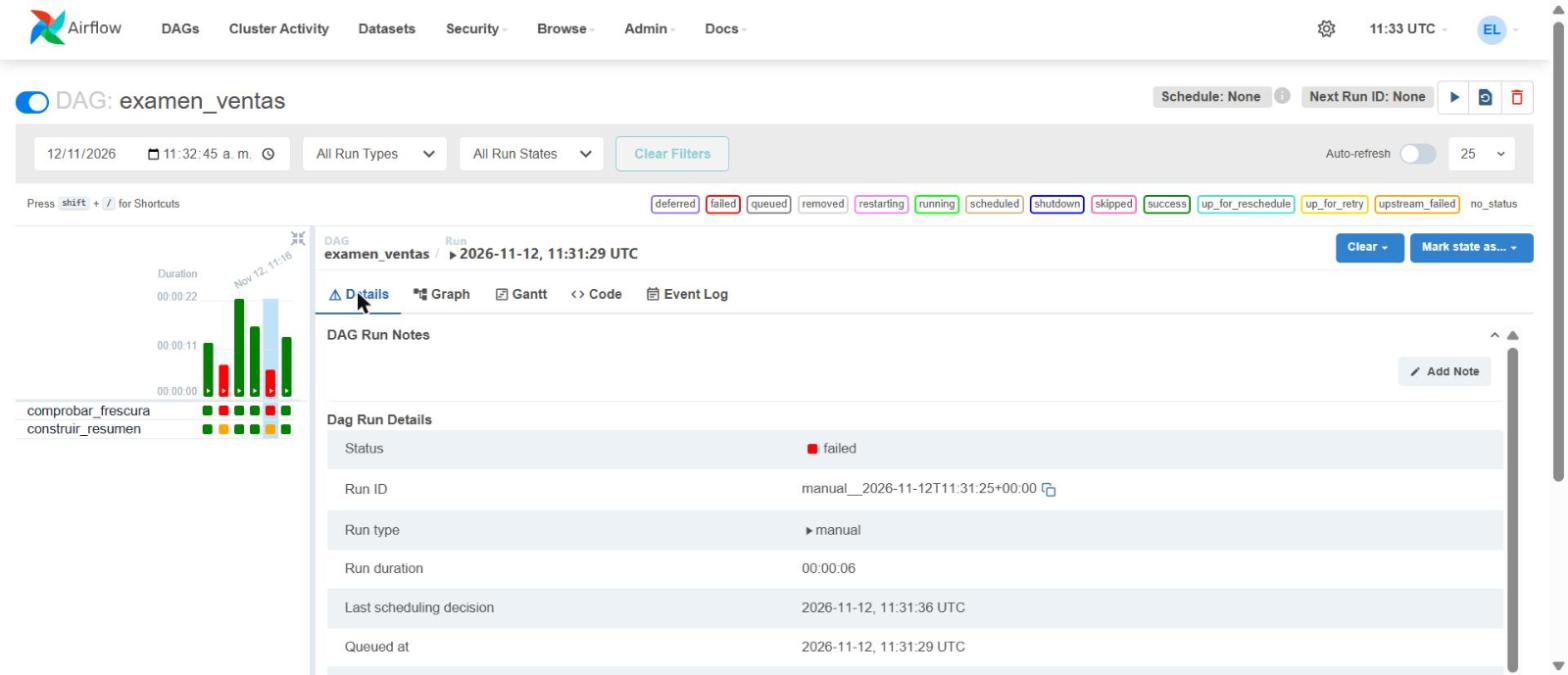 Airflow DAGs Cluster Activity Datasets Security Browse Admin Docs 11:33 UTC EL
DAG: examen_ventas Schedule: None i Next Run ID: None
12/11/2026 11:32:45 a. m. All Run Types All Run States Clear Filters Auto-refresh 25
Press shift + / for Shortcuts deferred failed queued removed restarting running scheduled shutdown skipped success up_for_reschedule up_for_retry upstream_failed no_status
DAG Run
examen_ventas / 2026-11-12, 11:31:29 UTC Clear Mark state as...
Nov 12, 11:16
Duration
00:00:22
00:00:11
00:00:00
comprobar_frescura
construir_resumen
Details Graph Gantt <> Code Event Log
DAG Run Notes
Add Note
Dag Run Details
Status failed
Run ID manual__2026-11-12T11:31:25+00:00
Run type manual
Run duration 00:00:06
Last scheduling decision 2026-11-12, 11:31:36 UTC
Queued at 2026-11-12, 11:31:29 UTC